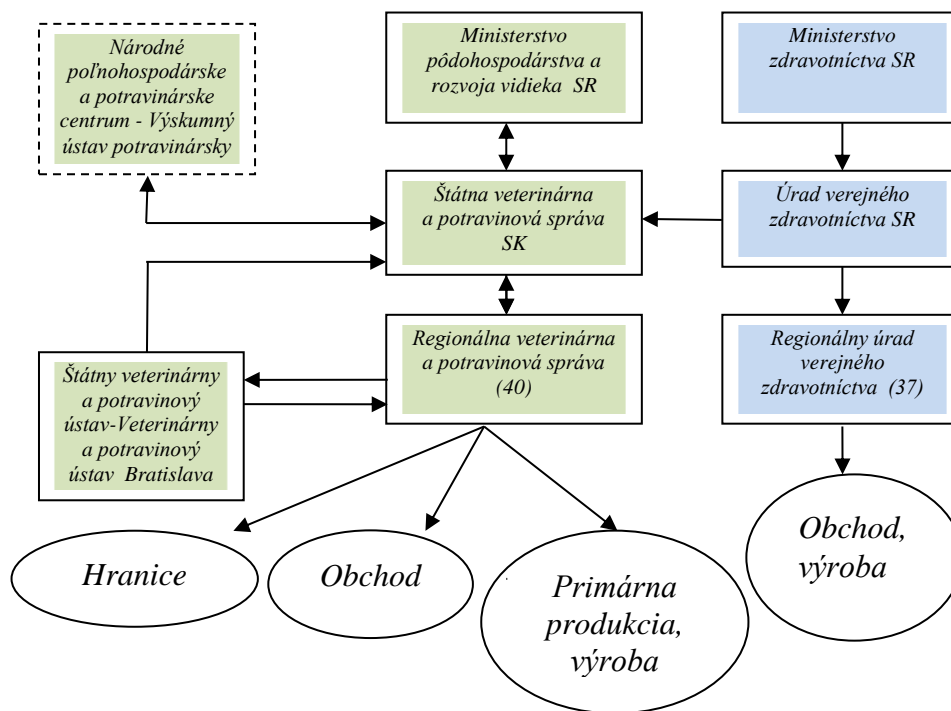 Národné
poľnohospodárske
a potravinárske
centrum - Výskumný
ústav potravinársky
Ministerstvo
pôdohospodárstva a
rozvoja vidieka SR
Ministerstvo
zdravotníctva SR
Štátna veterinárna
a potravinová správa
SK
Úrad verejného
zdravotníctva SR
Štátny veterinárny
a potravinový
ústav-Veterinárny
a potravinový
ústav Bratislava
Regionálna veterinárna
a potravinová správa
(40)
Regionálny úrad
verejného
zdravotníctva (37)
Hranice
Obchod
Primárna
produkcia,
výroba
Obchod,
výroba